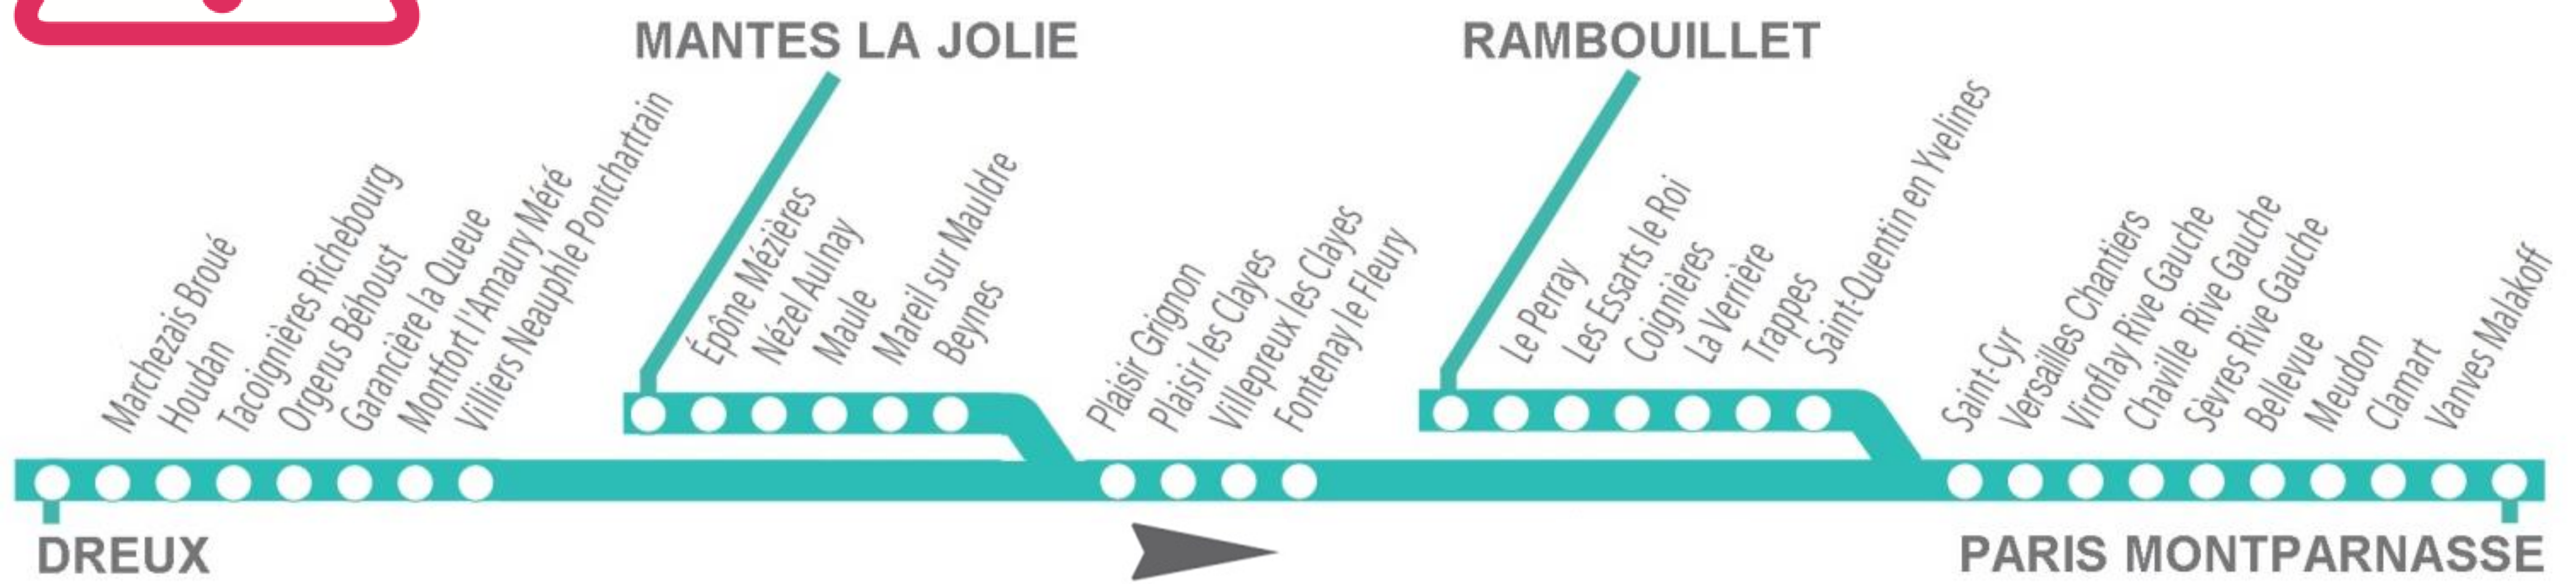 MANTES LA JOLIE
RAMBOUILLET
Marchezais Broué
Houdan
Tacoignières Richebourg
Orgerus Béhoust
Garancière la Queue
Montfort l'Amaury Méré
Villiers Neauphle Pontchartrain
Épône Mézières
Nézel Aulnay
Maule
Mareil sur Mauldre
Beynes
Plaisir Grignon
Plaisir les Clayes
Villepreux les Clayes
Fontenay le Fleury
Le Perray
Les Essarts le Roi
Coignières
La Verrière
Trappes
Saint-Quentin en Yvelines
Saint-Cyr
Versailles Chantiers
Viroflay Rive Gauche
Chaville Rive Gauche
Sèvres Rive Gauche
Bellevue
Meudon
Clamart
Vanves Malakoff
DREUX
PARIS MONTPARNASSE